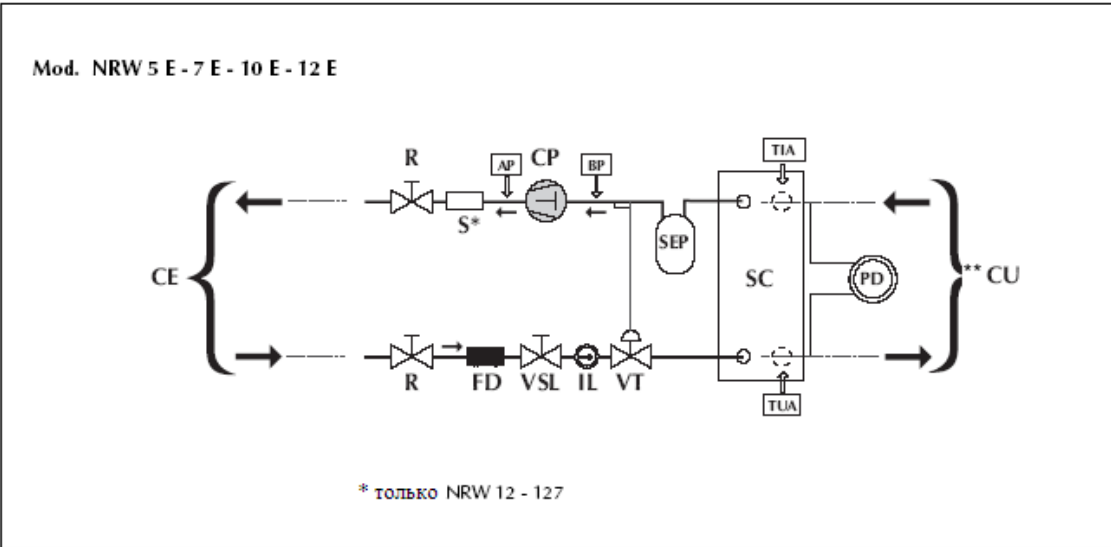 Mod. NRW 5 E - 7 E - 10 E - 12 E
R
AP
CP
BP
TIA
S*
SEP
CE
SC
PD
** CU
R
FD
VSL
IL
VT
TUA
* только NRW 12 - 127